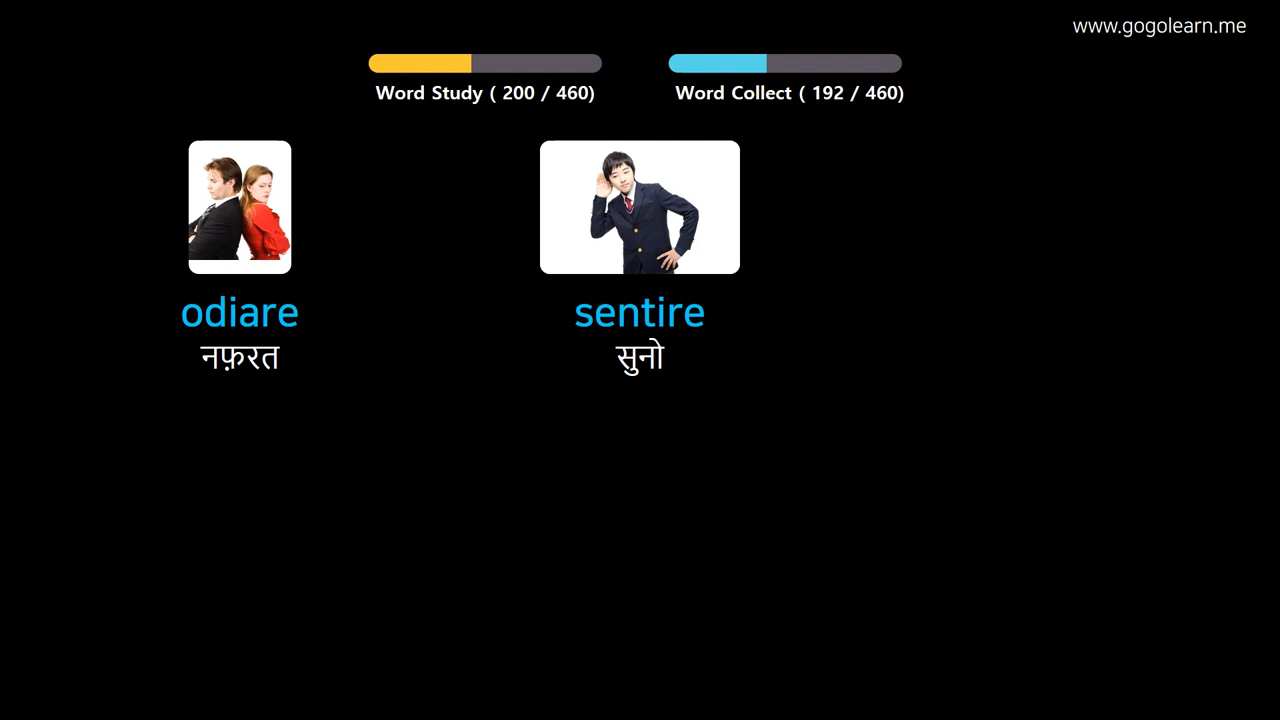 www.gogolearn.me
Word Study ( 200 / 460)
Word Collect ( 192 / 460)
odiare
नफ़रत
sentire
सुनो